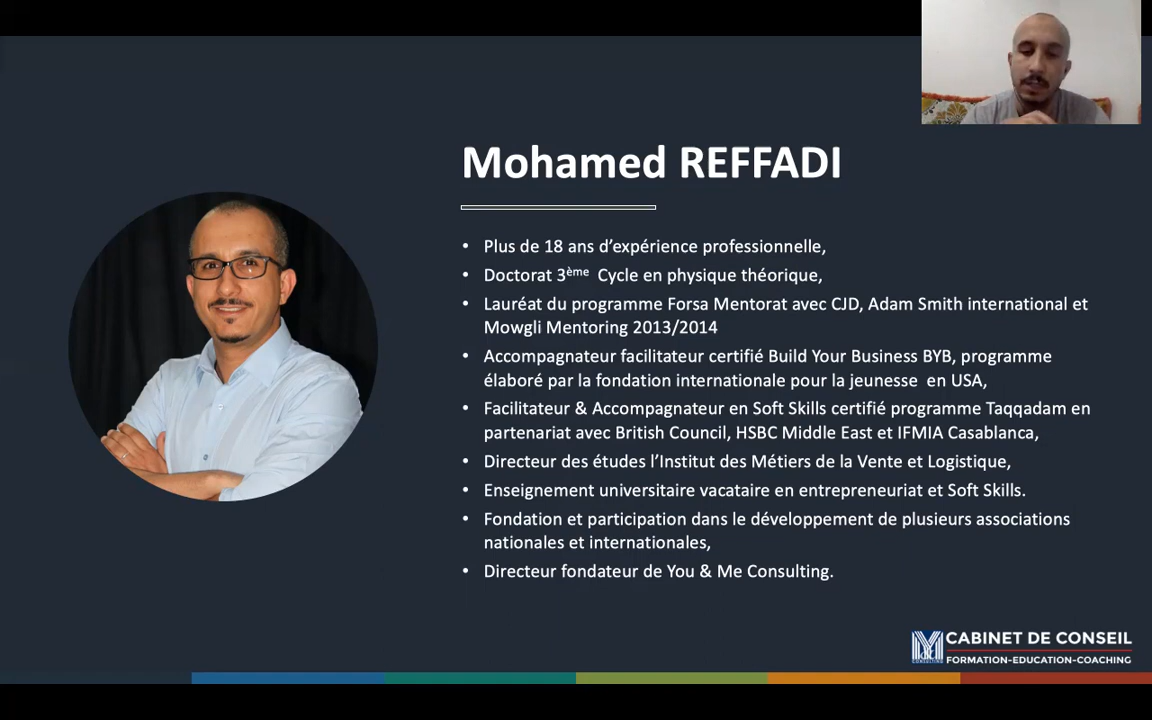 Mohamed REFFADI
• Plus de 18 ans d’expérience professionnelle,
• Doctorat 3ème Cycle en physique théorique,
• Lauréat du programme Forsa Mentorat avec CJD, Adam Smith international et
Mowgli Mentoring 2013/2014
• Accompagnateur facilitateur certifié Build Your Business BYB, programme
élaboré par la fondation internationale pour la jeunesse en USA,
• Facilitateur & Accompagnateur en Soft Skills certifié programme Taqqadam en
partenariat avec British Council, HSBC Middle East et IFMIA Casablanca,
• Directeur des études l’Institut des Métiers de la Vente et Logistique,
• Enseignement universitaire vacataire en entrepreneuriat et Soft Skills.
• Fondation et participation dans le développement de plusieurs associations
nationales et internationales,
• Directeur fondateur de You & Me Consulting.
CABINET DE CONSEIL
CONSULTING
FORMATION-EDUCATION-COACHING